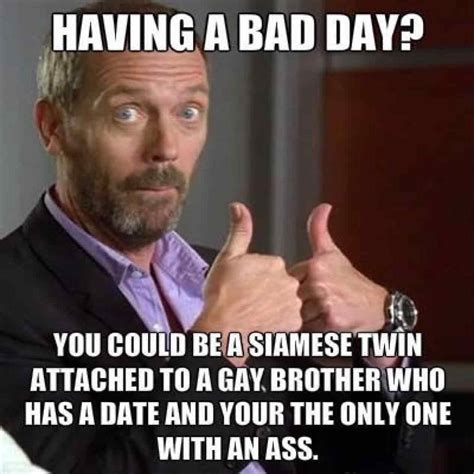 HAVING A BAD DAY?
YOU COULD BE A SIAMESE TWIN
ATTACHED TO A GAY BROTHER WHO
HAS A DATE AND YOUR THE ONLY ONE
WITH AN ASS.